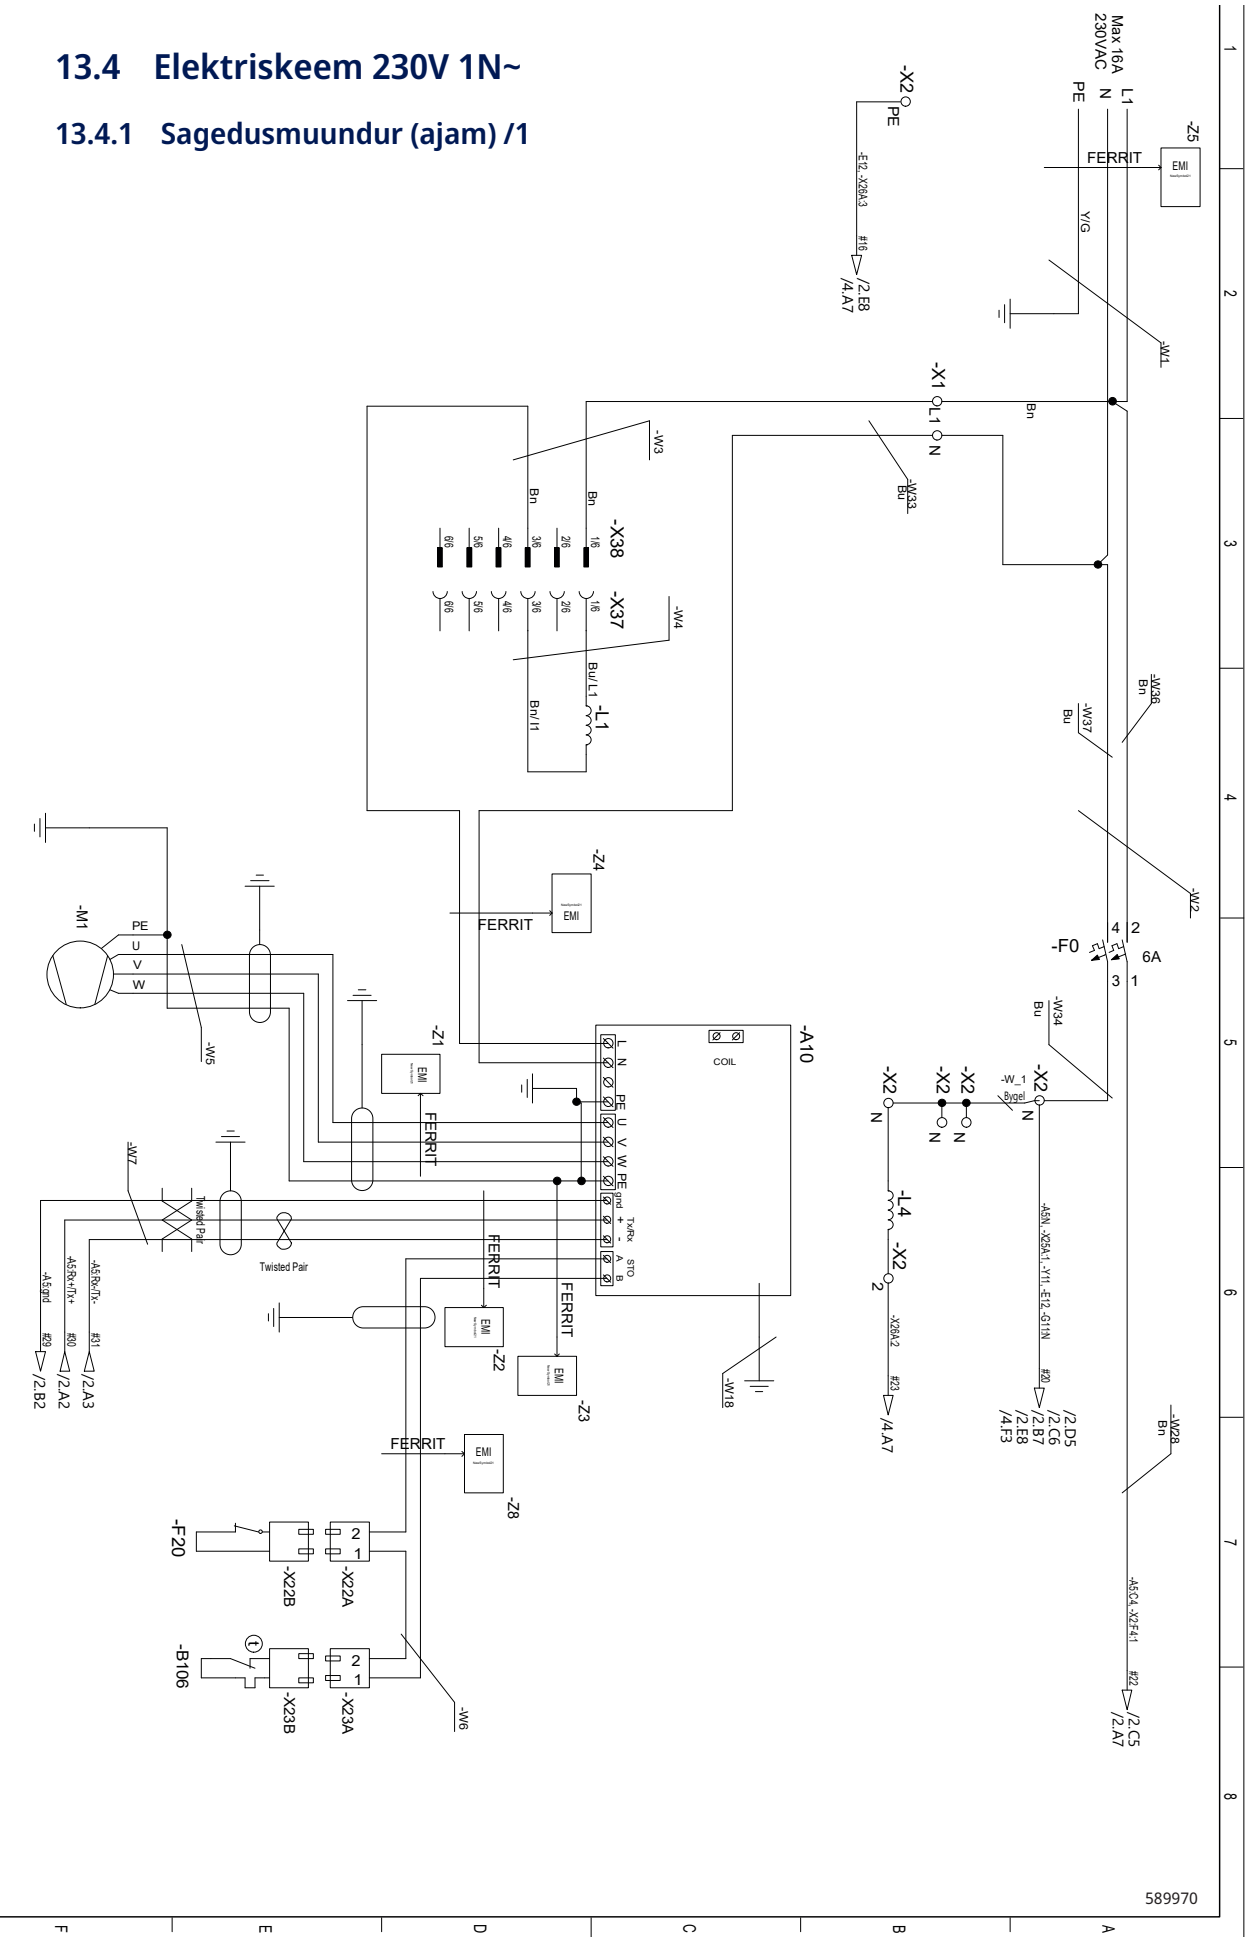 13.4 Elektriskeem 230V 1N~
13.4.1 Sagedusmuundur (ajam) /1
Max 16A
230VAC
L1
N
PE
-Z5
EMI
FERRIT
Y/G
-W1
-X2
PE
-E12, -X26A:3
#16
/2.E8
/4.A7
-X1
L1
N
Bn
-W33
Bu
-W3
Bn
Bn
-X38
1/6
2/6
3/6
4/6
5/6
6/6
-X37
1/6
2/6
3/6
4/6
5/6
6/6
-W4
Bu/ L1
Bn/ l1
-L1
-W36
Bn
-W37
Bu
-W2
-F0
4 2
6A
3 1
-W34
Bu
-Z4
EMI
FERRIT
-M1
PE
U
V
W
-W5
-Z1
EMI
FERRIT
-A10
COIL
L
N
PE
U
V
W
PE
gnd
+
-
Tx/Rx
A
B
STO
-X2
N
-X2
N
-X2
N
-W_1
Bygel
-X2
N
-L4
-X2
2
-X26A:2
#23
/4.A7
-A5:N, -X25A:1, -Y11, -E12, -G11:N
#20
/2.D5
/2.C6
/2.B7
/2.E8
/4.F3
-W7
Twisted Pair
Twisted Pair
-A5:gnd
#29
/2.B2
-A5:Rx+/Tx+
#30
/2.A2
-A5:Rx-/Tx-
#31
/2.A3
FERRIT
EMI
-Z2
FERRIT
EMI
-Z3
-W18
-W28
Bn
FERRIT
EMI
-Z8
-F20
-X22B
-X22A
2
1
-B106
t
-X23B
-X23A
2
1
-W6
-A5:C4, -X2:F4:1
#22
/2.C5
/2.A7
1
2
3
4
5
6
7
8
589970
F E D C B A